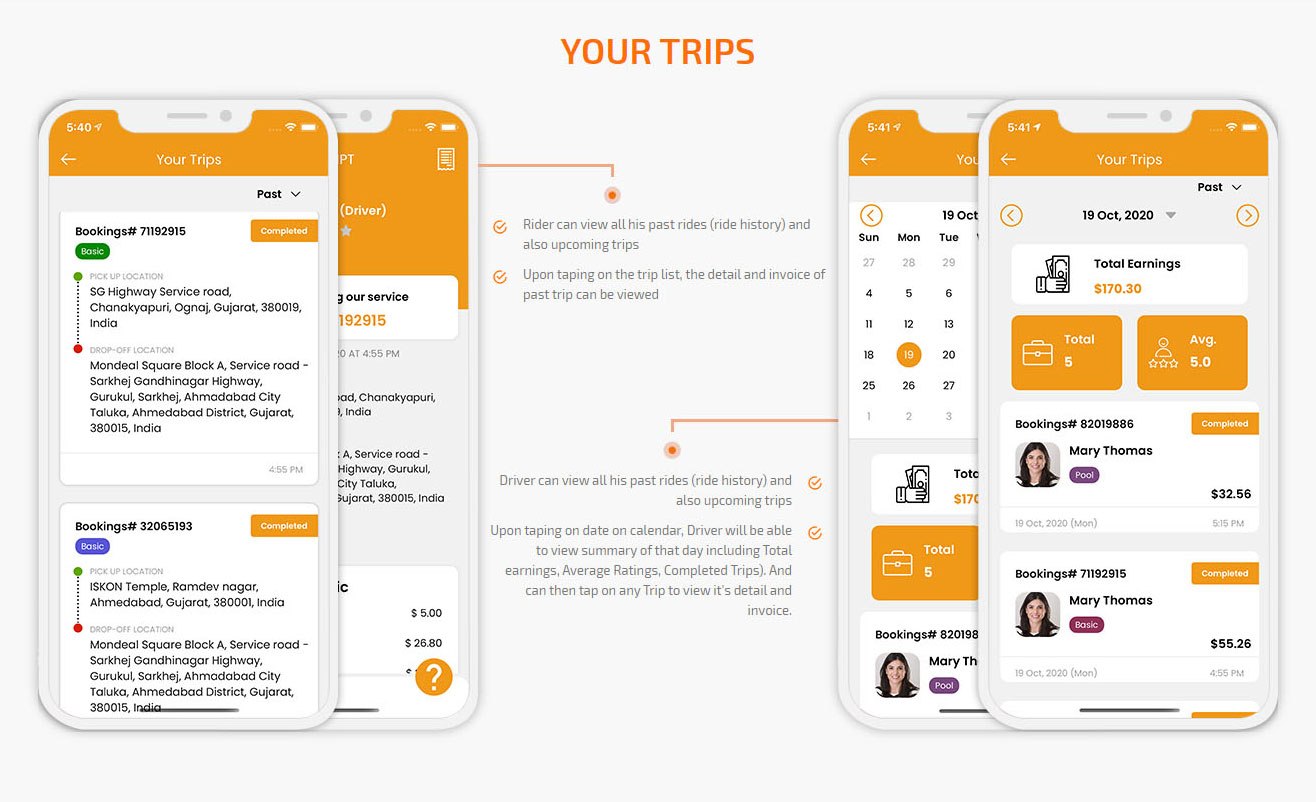 YOUR TRIPS
5:40
Your Trips
Past
Bookings# 71192915
Completed
Basic
PICK UP LOCATION
SG Highway Service road,
Chanakyapuri, Ognaj, Gujarat, 380019,
India
DROP-OFF LOCATION
Mondeal Square Block A, Service road -
Sarkhej Gandhinagar Highway,
Gurukul, Sarkhej, Ahmadabad City
Taluka, Ahmedabad District, Gujarat,
380015, India
4:55 PM
Bookings# 32065193
Completed
Basic
PICK UP LOCATION
ISKON Temple, Ramdev nagar,
Ahmedabad, Gujarat, 380001, India
DROP-OFF LOCATION
Mondeal Square Block A, Service road -
Sarkhej Gandhinagar Highway,
Gurukul, Sarkhej, Ahmadabad City
Taluka, Ahmedabad District, Gujarat,
380015, India
PT
(Driver)
g our service
192915
20 AT 4:55 PM
ad, Chanakyapuri,
9, India
k A, Service road -
Highway, Gurukul,
City Taluka,
Gujarat, 380015, India
ic
$ 5.00
$ 26.80
?
Rider can view all his past rides (ride history) and
also upcoming trips
Upon taping on the trip list, the detail and invoice of
past trip can be viewed
Driver can view all his past rides (ride history) and
also upcoming trips
Upon taping on date on calendar, Driver will be able
to view summary of that day including Total
earnings, Average Ratings, Completed Trips). And
can then tap on any Trip to view it's detail and
invoice.
5:41
You
19 Oct
Sun Mon Tue
27 28 29
4 5 6
11 12 13
18 19 20
25 26 27
1 2 3
Tota
$170
Total
5
Bookings# 820198
Mary Th
Pool
5:41
Your Trips
Past
19 Oct, 2020
Total Earnings
$170.30
Total
5
Avg.
5.0
Bookings# 82019886
Completed
Mary Thomas
Pool
$32.56
19 Oct, 2020 (Mon)
5:15 PM
Bookings# 71192915
Completed
Mary Thomas
Basic
$55.26
19 Oct, 2020 (Mon)
4:55 PM